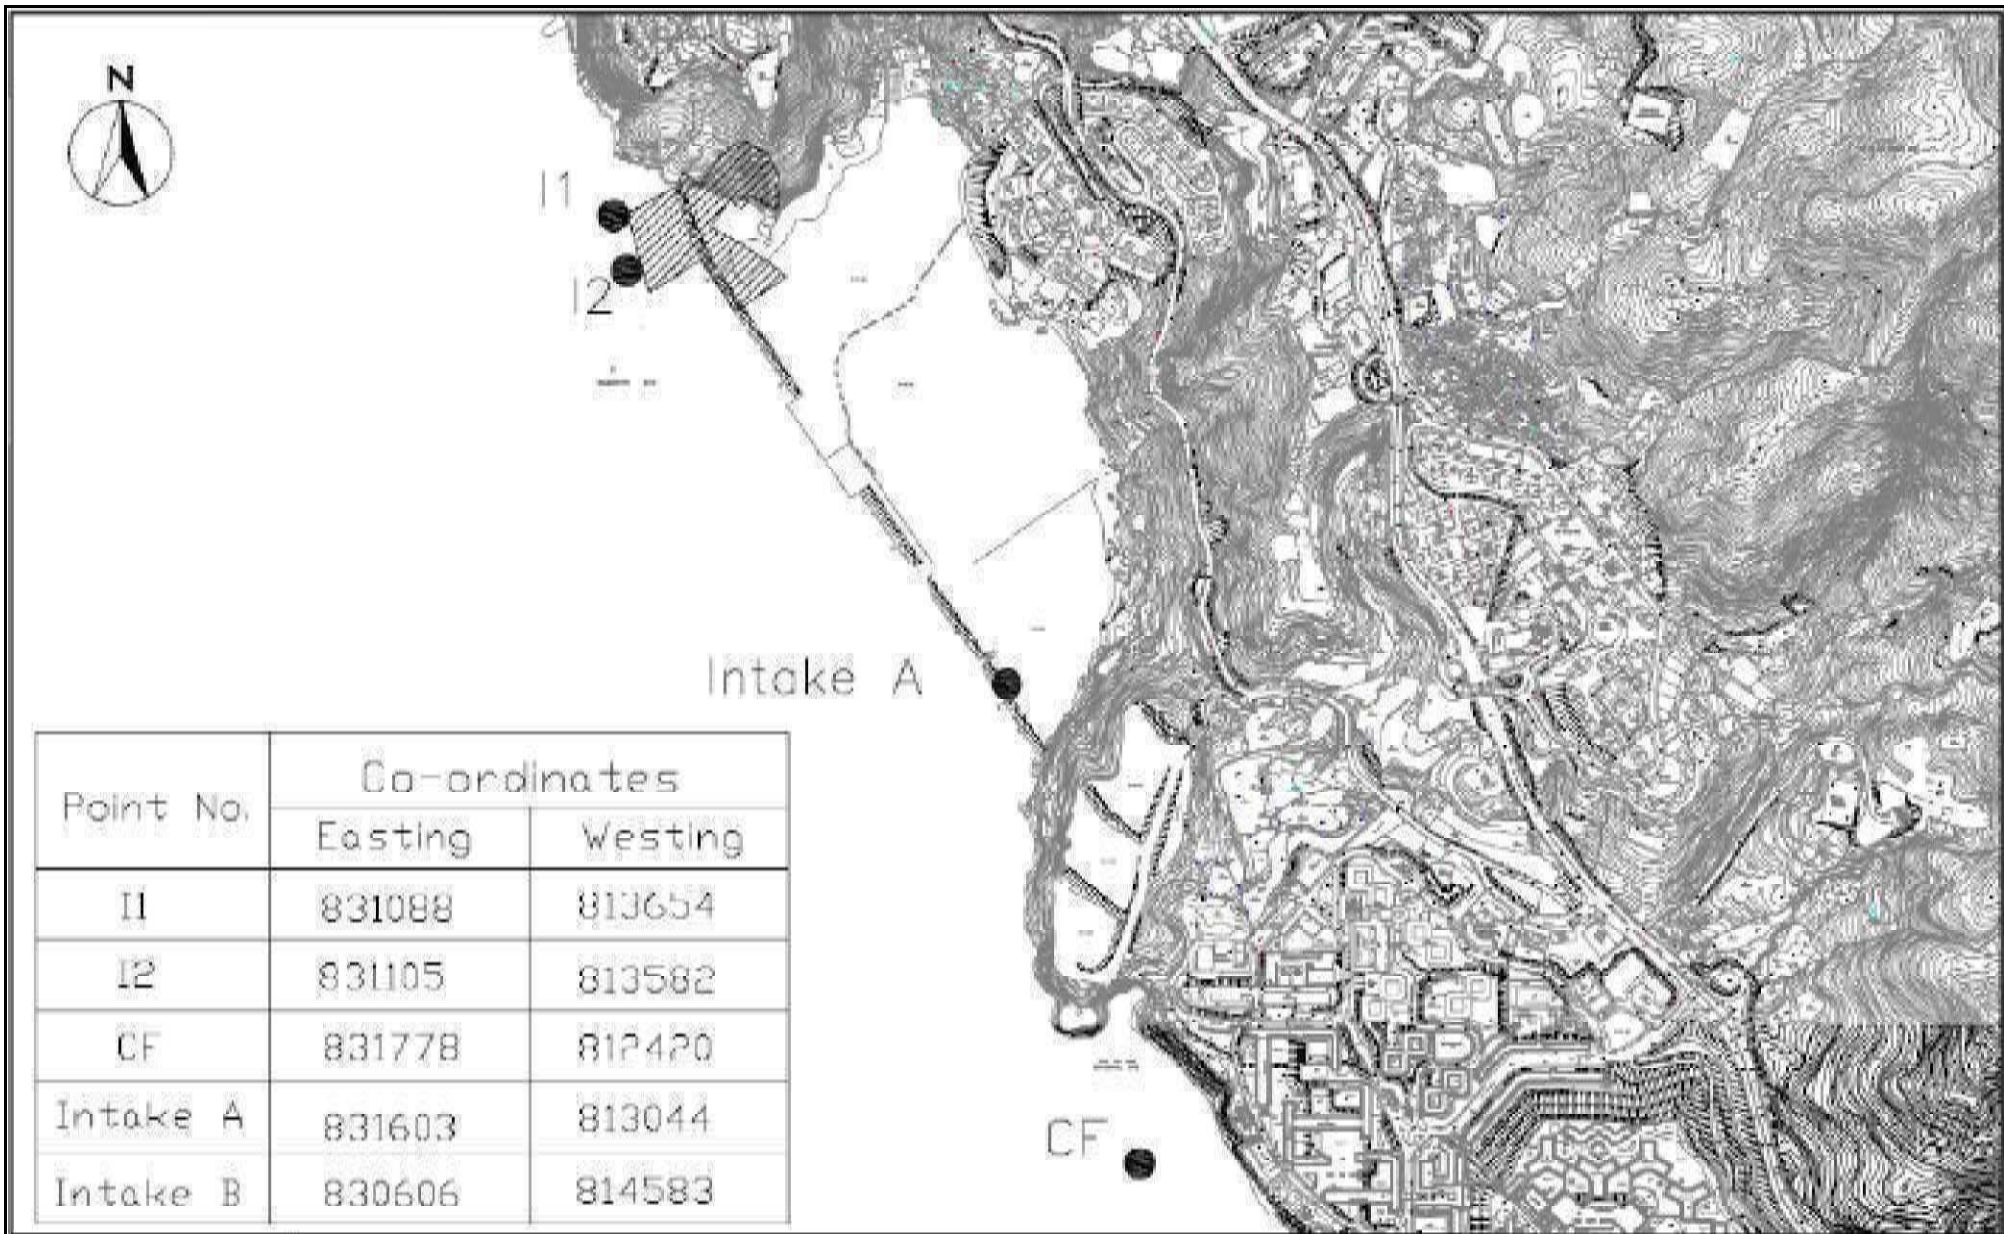 N
I1
I2
Intake A
Point No. Co-ordinates
Easting Westing
I1 831088 813654
I2 831105 813582
CF 831778 812420
Intake A 831603 813044
Intake B 830606 814583
CF